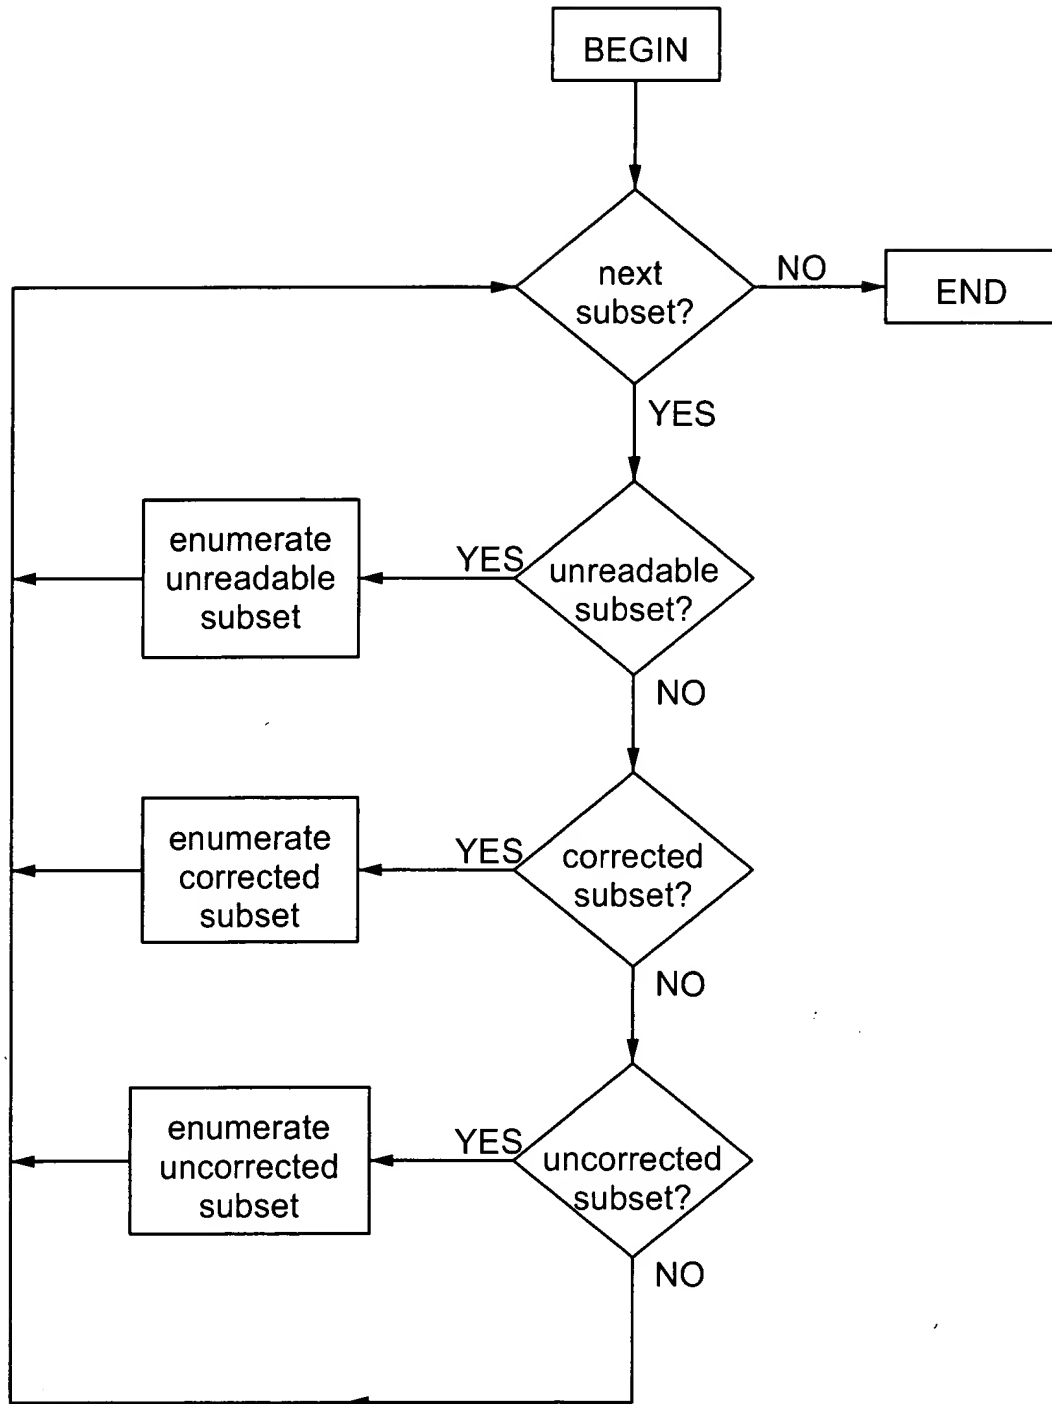 BEGIN
next
subset?
NO
END
YES
enumerate
unreadable
subset
YES
unreadable
subset?
NO
enumerate
corrected
subset
YES
corrected
subset?
NO
enumerate
uncorrected
subset
YES
uncorrected
subset?
NO